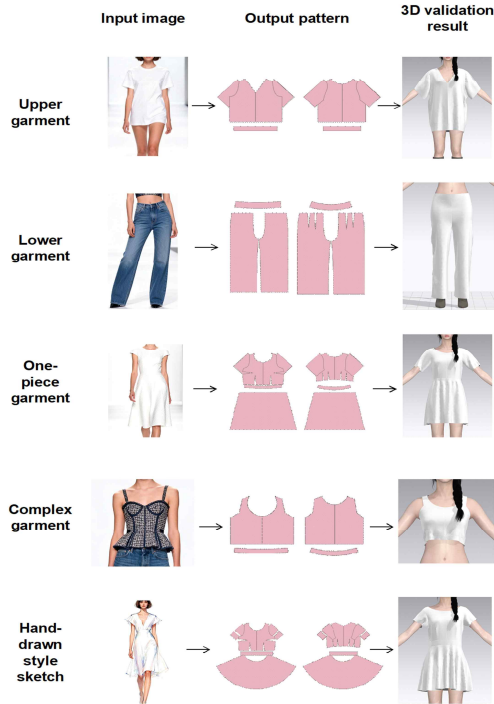 Input image
Output pattern
3D validation
result
Upper
garment
Lower
garment
One-
piece
garment
Complex
garment
Hand-
drawn
style
sketch